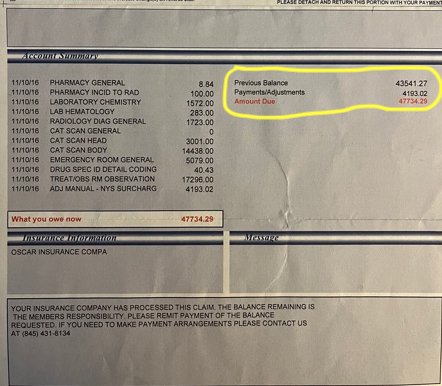 PLEASE DETACH AND RETURN THIS PORTION WITH YOUR PAYMENT
Account Summary
11/10/16 PHARMACY GENERAL 8.84
11/10/16 PHARMACY INCID TO RAD 100.00
11/10/16 LABORATORY CHEMISTRY 1572.00
11/10/16 LAB HEMATOLOGY 283.00
11/10/16 RADIOLOGY DIAG GENERAL 1723.00
11/10/16 CAT SCAN GENERAL 0
11/10/16 CAT SCAN HEAD 3001.00
11/10/16 CAT SCAN BODY 14438.00
11/10/16 EMERGENCY ROOM GENERAL 5079.00
11/10/16 DRUG SPEC ID DETAIL CODING 40.43
11/10/16 TREAT/OBS RM OBSERVATION 17296.00
11/10/16 ADJ MANUAL - NYS SURCHARG 4193.02
Previous Balance 43541.27
Payments/Adjustments 4193.02
Amount Due 47734.29
What you owe now 47734.29
Insurance Information Message
OSCAR INSURANCE COMPA
YOUR INSURANCE COMPANY HAS PROCESSED THIS CLAIM. THE BALANCE REMAINING IS
THE MEMBERS RESPONSIBILITY. PLEASE REMIT PAYMENT OF THE BALANCE
REQUESTED. IF YOU NEED TO MAKE PAYMENT ARRANGEMENTS PLEASE CONTACT US
AT (845) 431-8134